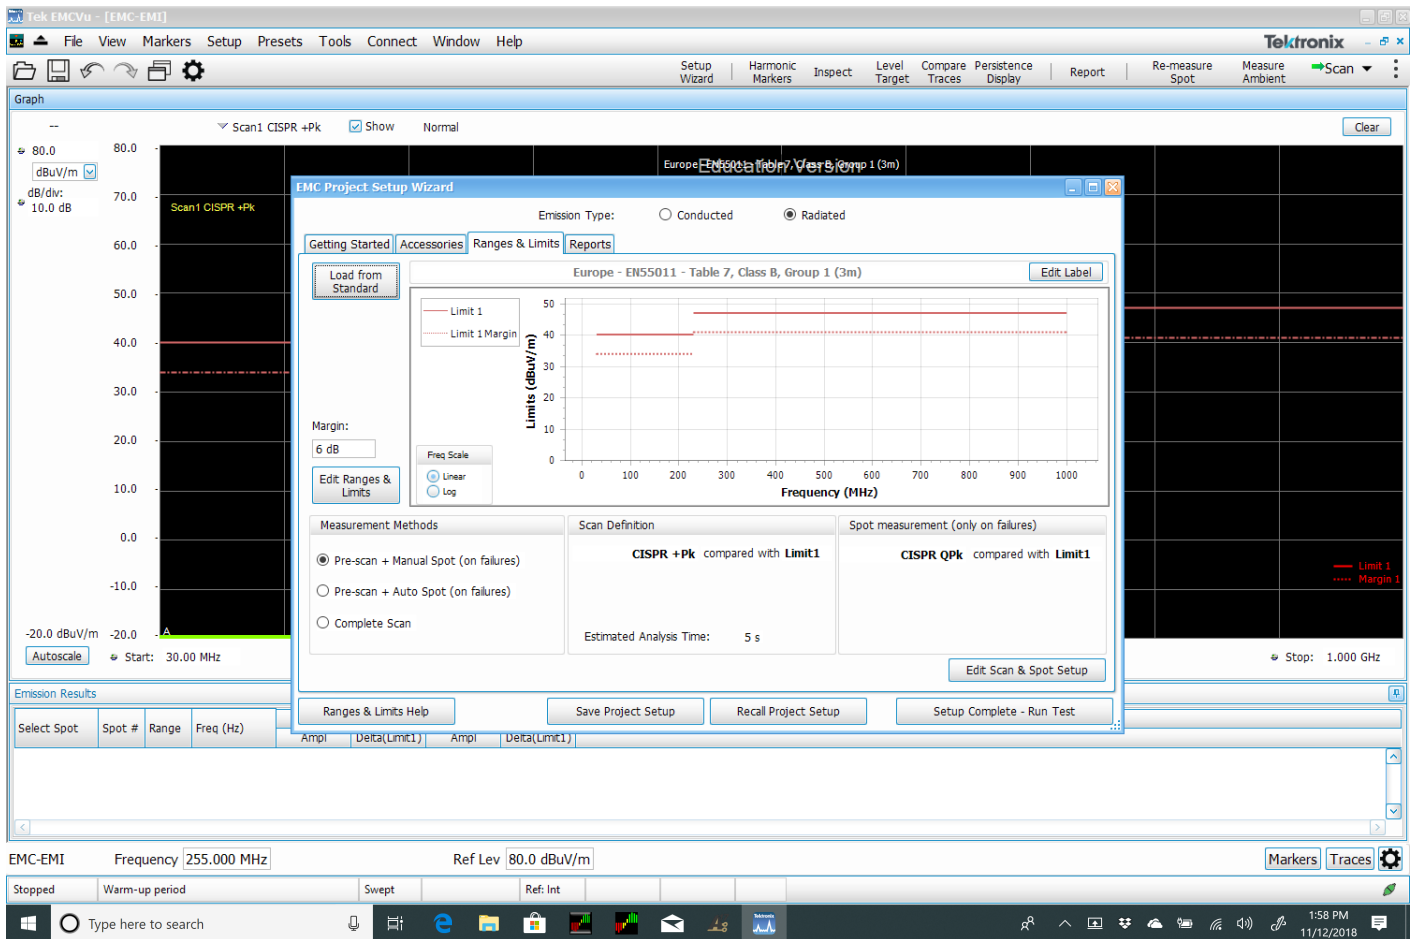 Tek EMCVu - [EMC-EMI]
File View Markers Setup Presets Tools Connect Window Help
Tektronix
Setup Wizard Harmonic Markers Inspect Level Target Compare Traces Persistence Display Report Re-measure Spot Measure Ambient Scan
Graph
-- Scan1 CISPR +Pk Show Normal Clear
80.0
dBuV/m
dB/div:
10.0 dB
80.0
70.0
60.0
50.0
40.0
30.0
20.0
10.0
0.0
-10.0
-20.0
-20.0 dBuV/m
Scan1 CISPR +Pk
Europe - EN55011 - Table 7, Class B, Group 1 (3m)
Education Version
A
Limit 1
Margin 1
Autoscale Start: 30.00 MHz Stop: 1.000 GHz
EMC Project Setup Wizard
Emission Type: Conducted Radiated
Getting Started Accessories Ranges & Limits Reports
Load from
Standard
Europe - EN55011 - Table 7, Class B, Group 1 (3m) Edit Label
Limit 1
Limit 1 Margin
Limits (dBuV/m)
50
40
30
20
10
0
0 100 200 300 400 500 600 700 800 900 1000
Frequency (MHz)
Margin:
6 dB
Edit Ranges &
Limits
Freq Scale
Linear
Log
Measurement Methods
Pre-scan + Manual Spot (on failures)
Pre-scan + Auto Spot (on failures)
Complete Scan
Scan Definition
CISPR +Pk compared with Limit1
Estimated Analysis Time: 5 s
Spot measurement (only on failures)
CISPR QPk compared with Limit1
Edit Scan & Spot Setup
Ranges & Limits Help Save Project Setup Recall Project Setup Setup Complete - Run Test
Emission Results
Select Spot Spot # Range Freq (Hz)
Ampl Delta(Limit1) Ampl Delta(Limit1)
EMC-EMI Frequency 255.000 MHz Ref Lev 80.0 dBuV/m Markers Traces
Stopped Warm-up period Swept Ref: Int
Type here to search
1:58 PM
11/12/2018